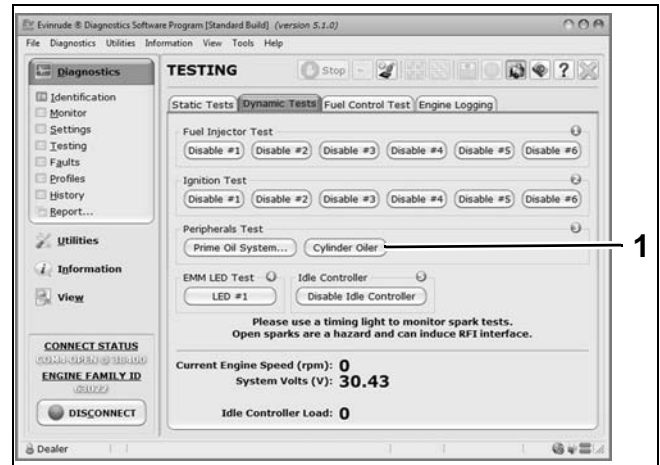 Evinrude ® Diagnostics Software Program [Standard Build] (version 5.1.0)
File Diagnostics Utilities Information View Tools Help
Diagnostics
TESTING
Stop
Identification
Monitor
Settings
Testing
Faults
Profiles
History
Report...
Utilities
Information
View
CONNECT STATUS
ENGINE FAMILY ID
DISCONNECT
Static Tests Dynamic Tests Fuel Control Test Engine Logging
Fuel Injector Test
Disable #1 Disable #2 Disable #3 Disable #4 Disable #5 Disable #6
Ignition Test
Disable #1 Disable #2 Disable #3 Disable #4 Disable #5 Disable #6
Peripherals Test
Prime Oil System... Cylinder Oiler
1
EMM LED Test Idle Controller
LED #1 Disable Idle Controller
Please use a timing light to monitor spark tests.
Open sparks are a hazard and can induce RFI interface.
Current Engine Speed (rpm): 0
System Volts (V): 30.43
Idle Controller Load: 0
Dealer